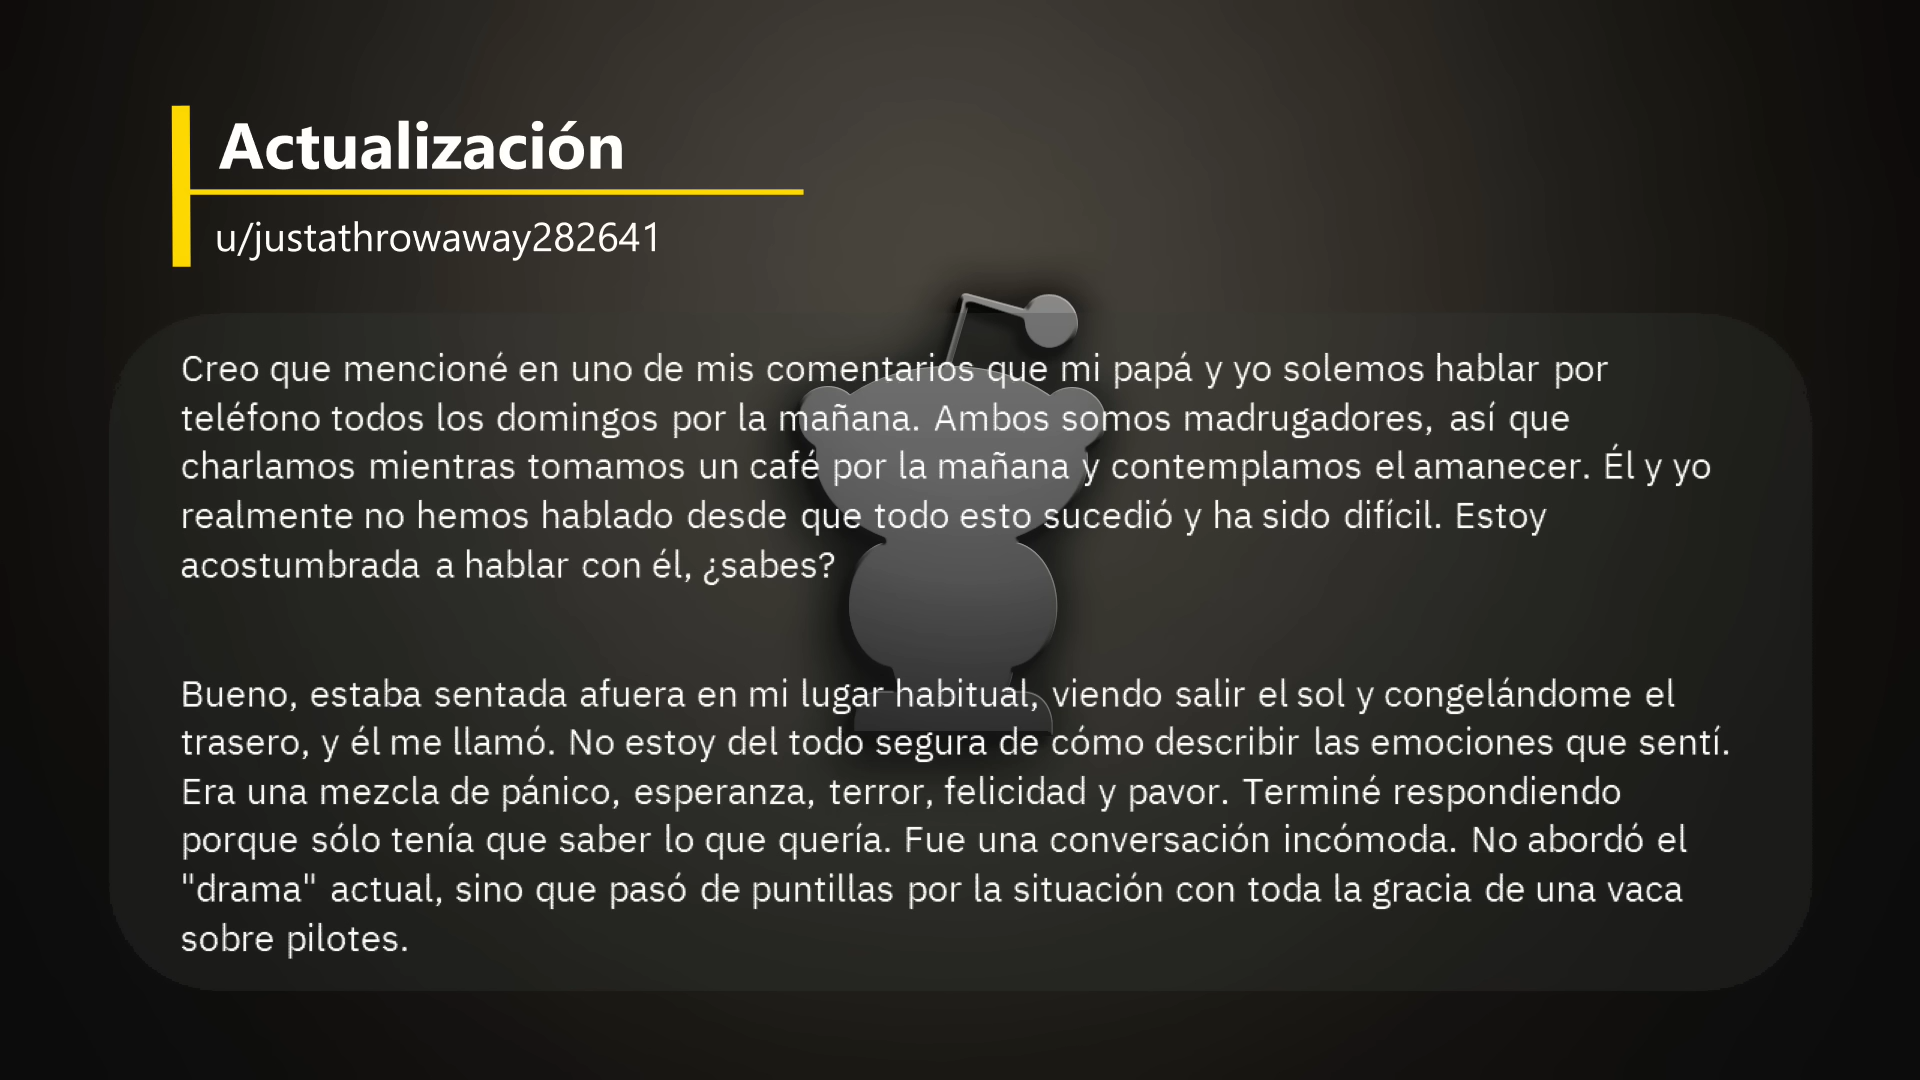 Actualización
u/justathrowaway282641
Creo que mencioné en uno de mis comentarios que mi papá y yo solemos hablar por
teléfono todos los domingos por la mañana. Ambos somos madrugadores, así que
charlamos mientras tomamos un café por la mañana y contemplamos el amanecer. Él y yo
realmente no hemos hablado desde que todo esto sucedió y ha sido difícil. Estoy
acostumbrada a hablar con él, ¿sabes?
Bueno, estaba sentada afuera en mi lugar habitual, viendo salir el sol y congelándome el
trasero, y él me llamó. No estoy del todo segura de cómo describir las emociones que sentí.
Era una mezcla de pánico, esperanza, terror, felicidad y pavor. Terminé respondiendo
porque sólo tenía que saber lo que quería. Fue una conversación incómoda. No abordó el
"drama" actual, sino que pasó de puntillas por la situación con toda la gracia de una vaca
sobre pilotes.